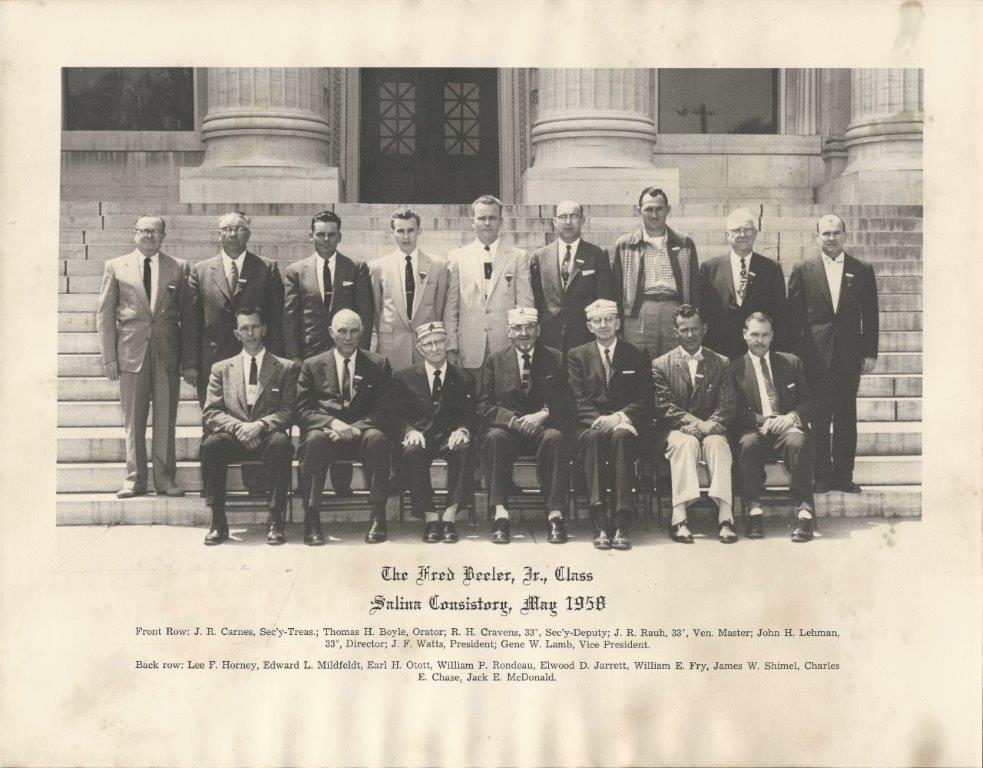 The Fred Beeler, Jr., Class
Salina Consistory, May 1958
Front Row: J. R. Carnes, Sec'y-Treas.; Thomas H. Boyle, Orator; R. H. Cravens, 33°, Sec'y-Deputy; J. R. Rauh, 33°, Ven. Master; John H. Lehman,
33°, Director; J. F. Watts, President; Gene W. Lamb, Vice President.
Back row: Lee F. Horney, Edward L. Mildfeldt, Earl H. Otott, William P. Rondeau, Elwood D. Jarrett, William E. Fry, James W. Shimel, Charles
E. Chase, Jack E. McDonald.